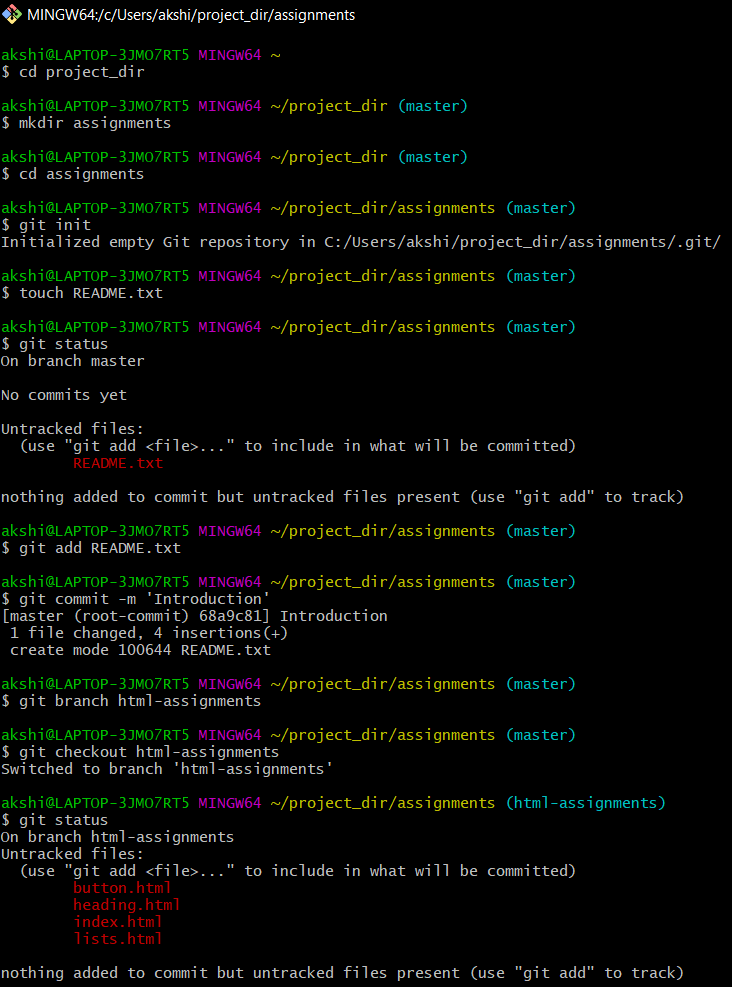 MINGW64:/c/Users/akshi/project_dir/assignments
akshi@LAPTOP-3JMO7RT5 MINGW64 ~
$ cd project_dir
akshi@LAPTOP-3JMO7RT5 MINGW64 ~/project_dir (master)
$ mkdir assignments
akshi@LAPTOP-3JMO7RT5 MINGW64 ~/project_dir (master)
$ cd assignments
akshi@LAPTOP-3JMO7RT5 MINGW64 ~/project_dir/assignments (master)
$ git init
Initialized empty Git repository in C:/Users/akshi/project_dir/assignments/.git/
akshi@LAPTOP-3JMO7RT5 MINGW64 ~/project_dir/assignments (master)
$ touch README.txt
akshi@LAPTOP-3JMO7RT5 MINGW64 ~/project_dir/assignments (master)
$ git status
On branch master
No commits yet
Untracked files:
  (use "git add <file>..." to include in what will be committed)
        README.txt
nothing added to commit but untracked files present (use "git add" to track)
akshi@LAPTOP-3JMO7RT5 MINGW64 ~/project_dir/assignments (master)
$ git add README.txt
akshi@LAPTOP-3JMO7RT5 MINGW64 ~/project_dir/assignments (master)
$ git commit -m 'Introduction'
[master (root-commit) 68a9c81] Introduction
 1 file changed, 4 insertions(+)
 create mode 100644 README.txt
akshi@LAPTOP-3JMO7RT5 MINGW64 ~/project_dir/assignments (master)
$ git branch html-assignments
akshi@LAPTOP-3JMO7RT5 MINGW64 ~/project_dir/assignments (master)
$ git checkout html-assignments
Switched to branch 'html-assignments'
akshi@LAPTOP-3JMO7RT5 MINGW64 ~/project_dir/assignments (html-assignments)
$ git status
On branch html-assignments
Untracked files:
  (use "git add <file>..." to include in what will be committed)
        button.html
        heading.html
        index.html
        lists.html
nothing added to commit but untracked files present (use "git add" to track)